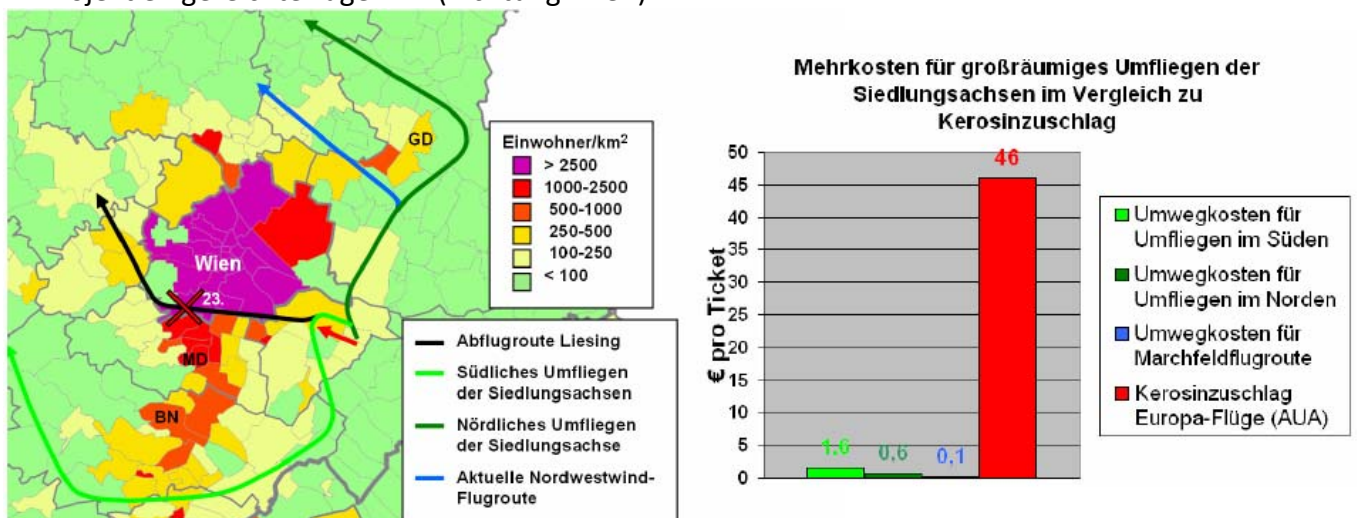 GD
Wien
23.
MD
BN
Einwohner/km²
> 2500
1000-2500
500-1000
250-500
100-250
< 100
Abflugroute Liesing
Südliches Umfliegen
der Siedlungsachsen
Nördliches Umfliegen
der Siedlungsachse
Aktuelle Nordwestwind-
Flugroute
Mehrkosten für großräumiges Umfliegen der
Siedlungsachsen im Vergleich zu
Kerosinzuschlag
€ pro Ticket
50
45
40
35
30
25
20
15
10
5
0
1.6
0,6
0,1
46
Umwegkosten für
Umfliegen im Süden
Umwegkosten für
Umfliegen im Norden
Umwegkosten für
Marchfeldflugroute
Kerosinzuschlag
Europa-Flüge (AUA)